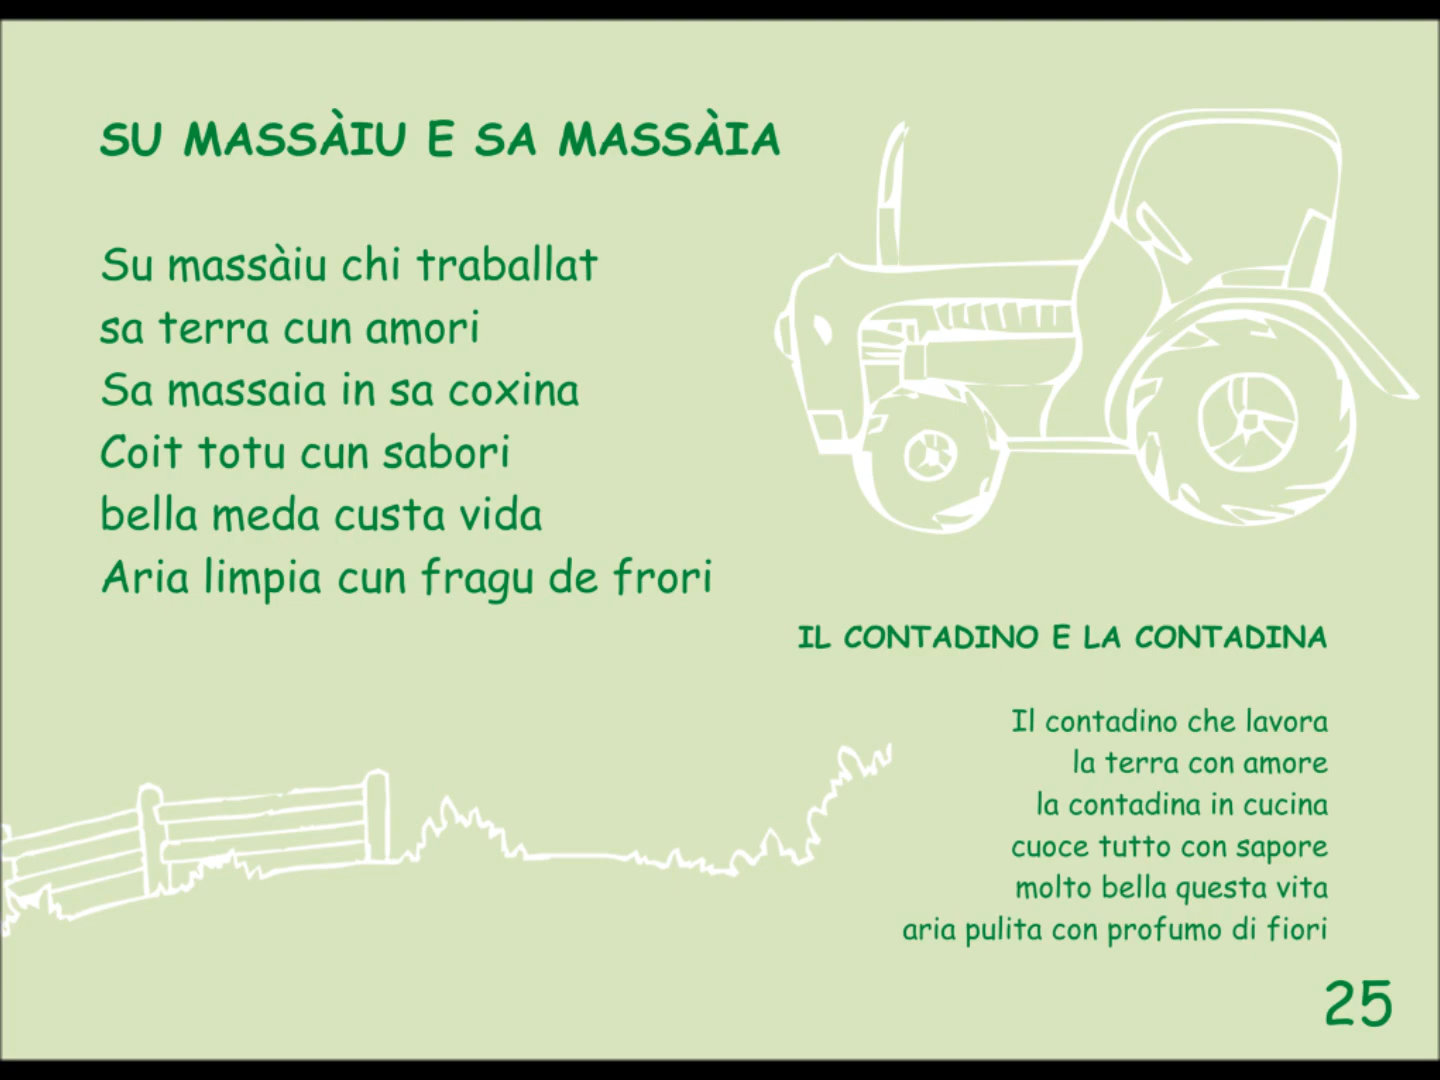 SU MASSÀIU E SA MASSÀIA
Su massàiu chi traballat
sa terra cun amori
Sa massaia in sa coxina
Coit totu cun sabori
bella meda custa vida
Aria limpia cun fragu de frori
IL CONTADINO E LA CONTADINA
Il contadino che lavora
la terra con amore
la contadina in cucina
cuoce tutto con sapore
molto bella questa vita
aria pulita con profumo di fiori
25